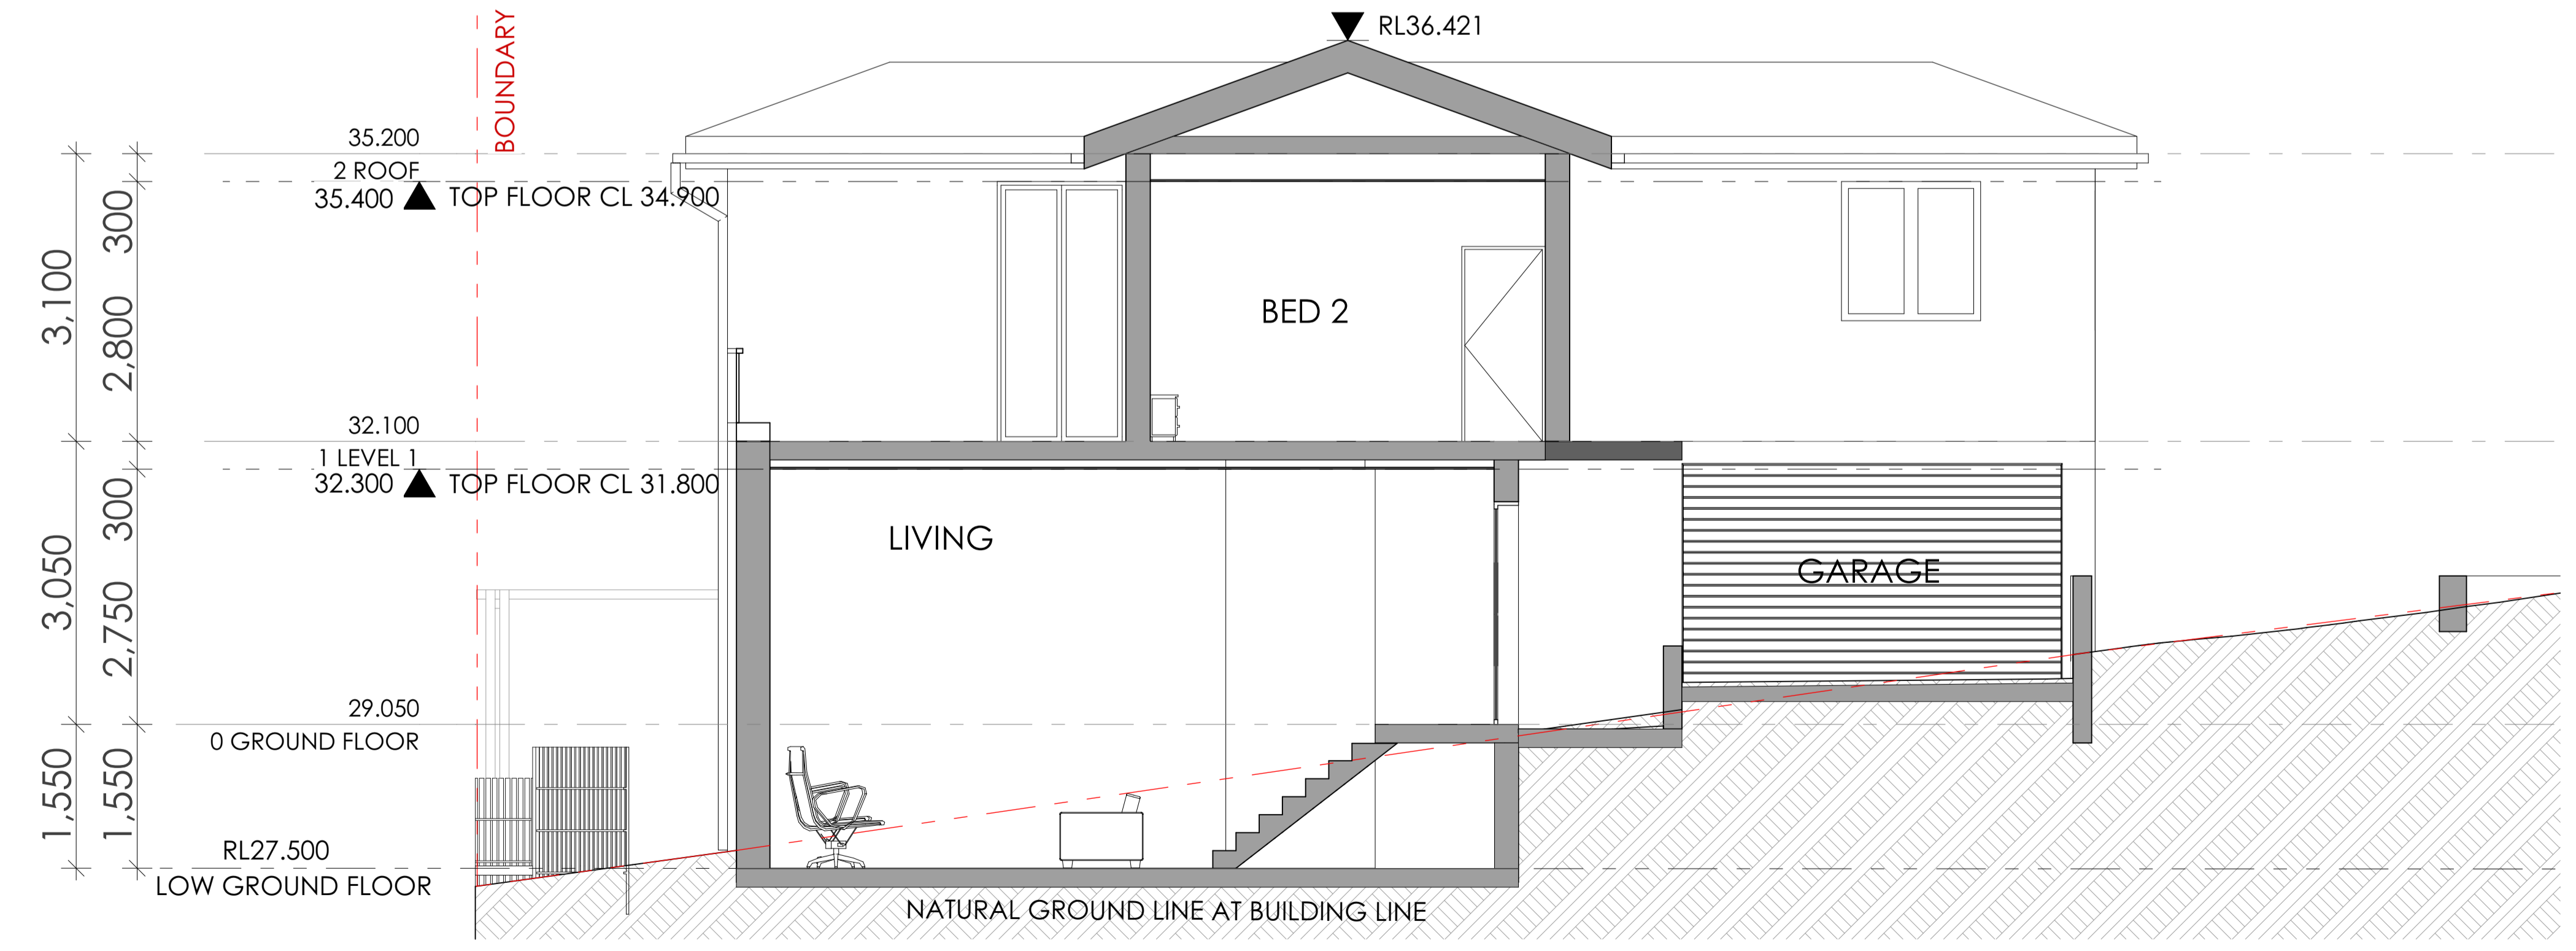 RL36.421
BOUNDARY
35.200
2 ROOF
35.400 TOP FLOOR CL 34.900
300
3,100
2,800
BED 2
32.100
1 LEVEL 1
32.300 TOP FLOOR CL 31.800
300
LIVING
3,050
2,750
GARAGE
29.050
0 GROUND FLOOR
1,550
1,550
RL27.500
LOW GROUND FLOOR
NATURAL GROUND LINE AT BUILDING LINE